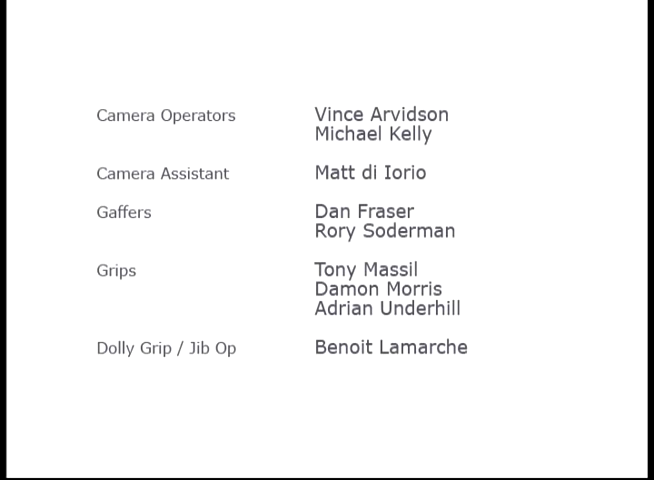 Camera Operators Vince Arvidson
Michael Kelly
Camera Assistant Matt di Iorio
Gaffers Dan Fraser
Rory Soderman
Grips Tony Massil
Damon Morris
Adrian Underhill
Dolly Grip / Jib Op Benoit Lamarche